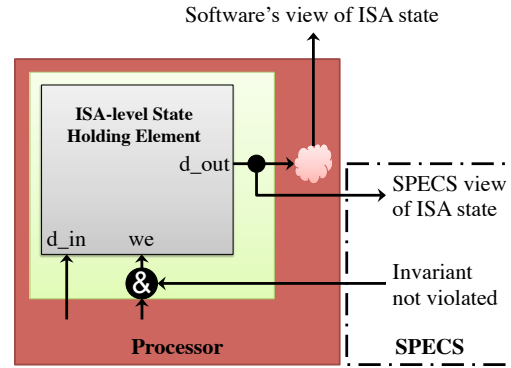 Software's view of ISA state
ISA-level State
Holding Element
d_out
SPECS view
of ISA state
d_in
we
&
Invariant
not violated
Processor
SPECS